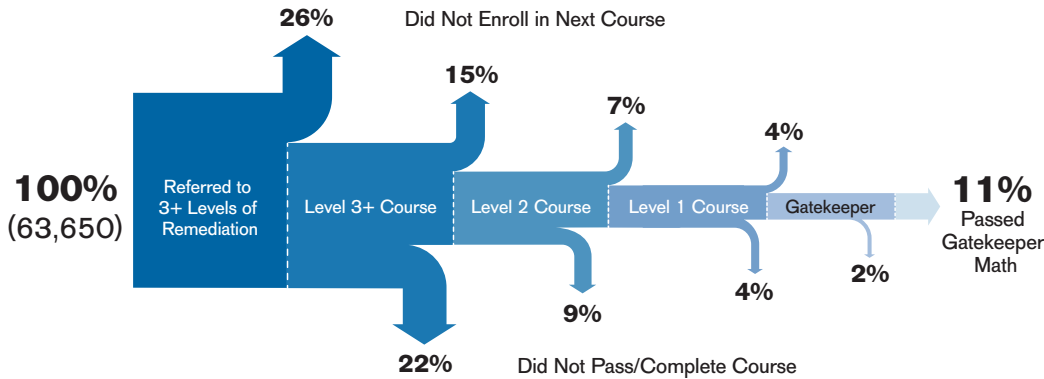 26%
Did Not Enroll in Next Course
15%
7%
4%
100%
(63,650)
Referred to
3+ Levels of
Remediation
Level 3+ Course
Level 2 Course
Level 1 Course
Gatekeeper
11%
Passed
Gatekeeper
Math
22%
9%
4%
2%
Did Not Pass/Complete Course